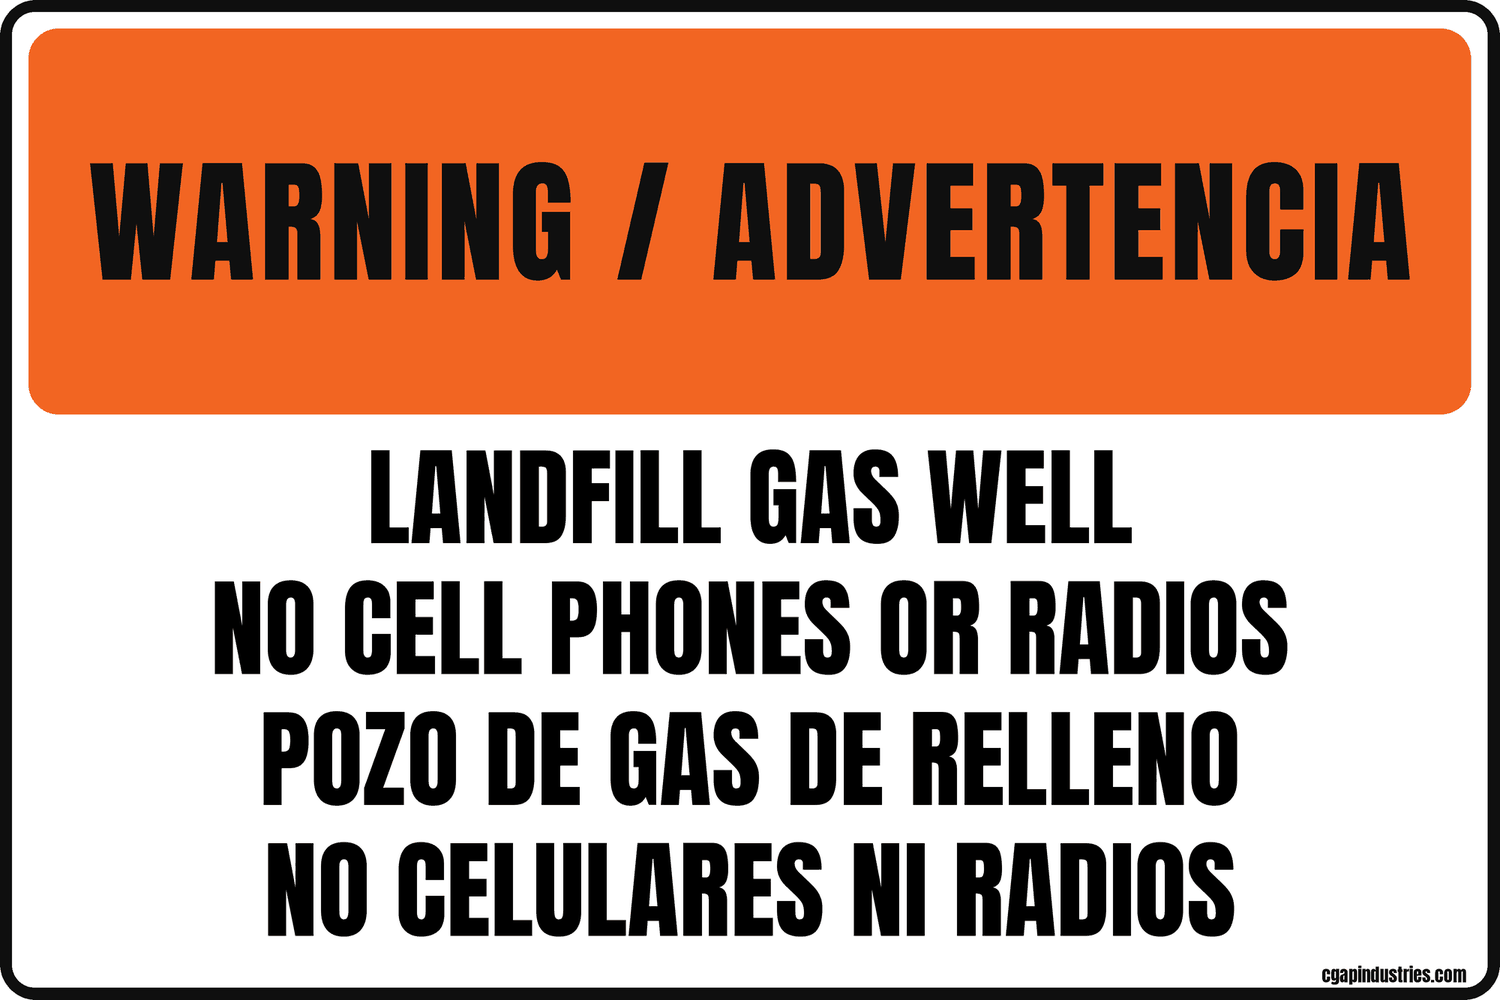 WARNING / ADVERTENCIA
LANDFILL GAS WELL
NO CELL PHONES OR RADIOS
POZO DE GAS DE RELLENO
NO CELULARES NI RADIOS
cgapindustries.com